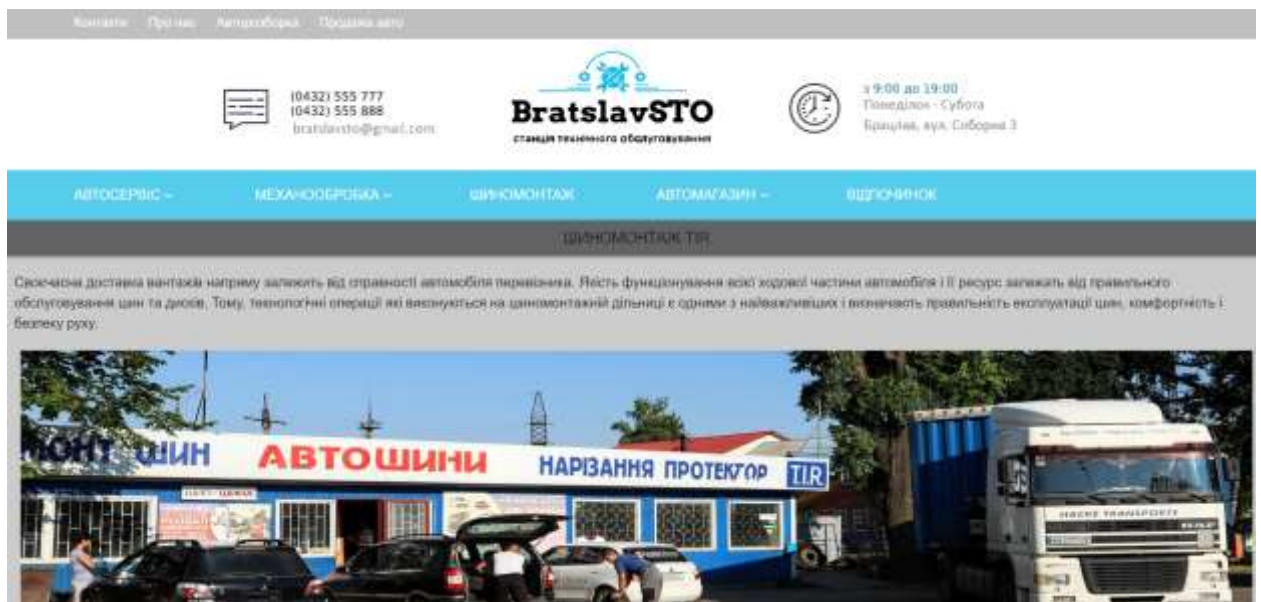 Контакти Про нас Авторозборка Продажа авто
(0432) 555 777
(0432) 555 888
bratslavsto@gmail.com
BratslavSTO
станція технічного обслуговування
з 9:00 до 19:00
Понеділок - Субота
Брацлав, вул. Соборна 3
АВТОСЕРВІС МЕХАНООБРОБКА ШИНОМОНТАЖ АВТОМАГАЗИН ВІДПОЧИНОК
ШИНОМОНТАЖ TIR
Своєчасна доставка вантажів напряму залежить від справності автомобіля перевізника. Якість функціонування всієї ходової частини автомобіля і її ресурс залежать від правильного
обслуговування шин та дисків. Тому, технологічні операції які виконуються на шиномонтажній дільниці є одними з найважливіших і визначають правильність експлуатації шин, комфортність і
безпеку руху.
МОНТ ШИН АВТОШИНИ НАРІЗАННЯ ПРОТЕКТОР TIR